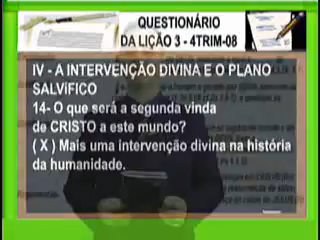 QUESTIONÁRIO
DA LIÇÃO 3 - 4TRIM-08
IV - A INTERVENÇÃO DIVINA E O PLANO
SALVíFICO
14- O que será a segunda vinda
de CRISTO a este mundo?
( X ) Mais uma intervenção divina na história
da humanidade.